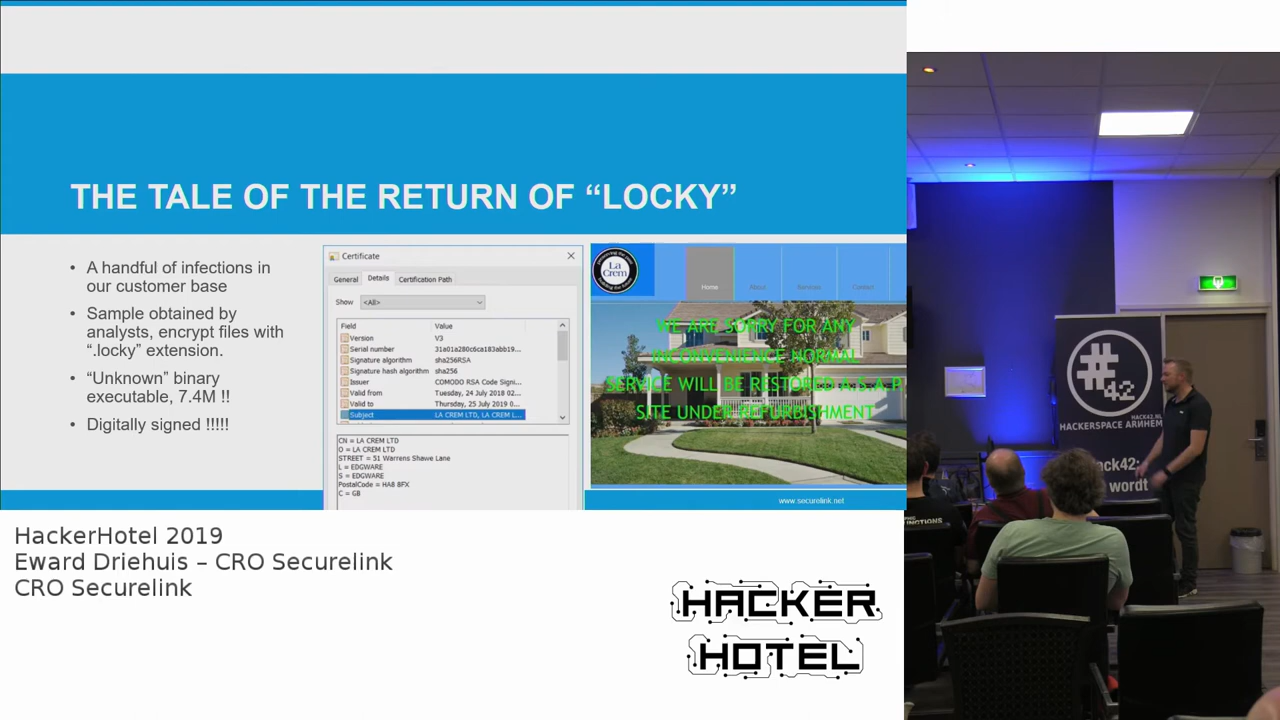 THE TALE OF THE RETURN OF “LOCKY”
• A handful of infections in
our customer base
• Sample obtained by
analysts, encrypt files with
“.locky” extension.
• “Unknown” binary
executable, 7.4M !!
• Digitally signed !!!!!
Certificate
General Details Certification Path
Show <All>
Field Value
Version V3
Serial number 31a01a280c6ca183abb19...
Signature algorithm sha256RSA
Signature hash algorithm sha256
Issuer COMODO RSA Code Signi...
Valid from Tuesday, 24 July 2018 02...
Valid to Thursday, 25 July 2019 0...
Subject LA CREM LTD, LA CREM L...
CN = LA CREM LTD
O = LA CREM LTD
STREET = 51 Warrens Shawe Lane
L = EDGWARE
S = EDGWARE
PostalCode = HA8 8FX
C = GB
La
Crem
Home About Services Contact
WE ARE SORRY FOR ANY
INCONVENIENCE NORMAL
SERVICE WILL BE RESTORED A.S.A.P
SITE UNDER REFURBISHMENT
www.securelink.net
HackerHotel 2019
Eward Driehuis – CRO Securelink
CRO Securelink
HACKER
HOTEL
#42
HACK42.NL
HACKERSPACE ARNHEM
ck42:
wordt